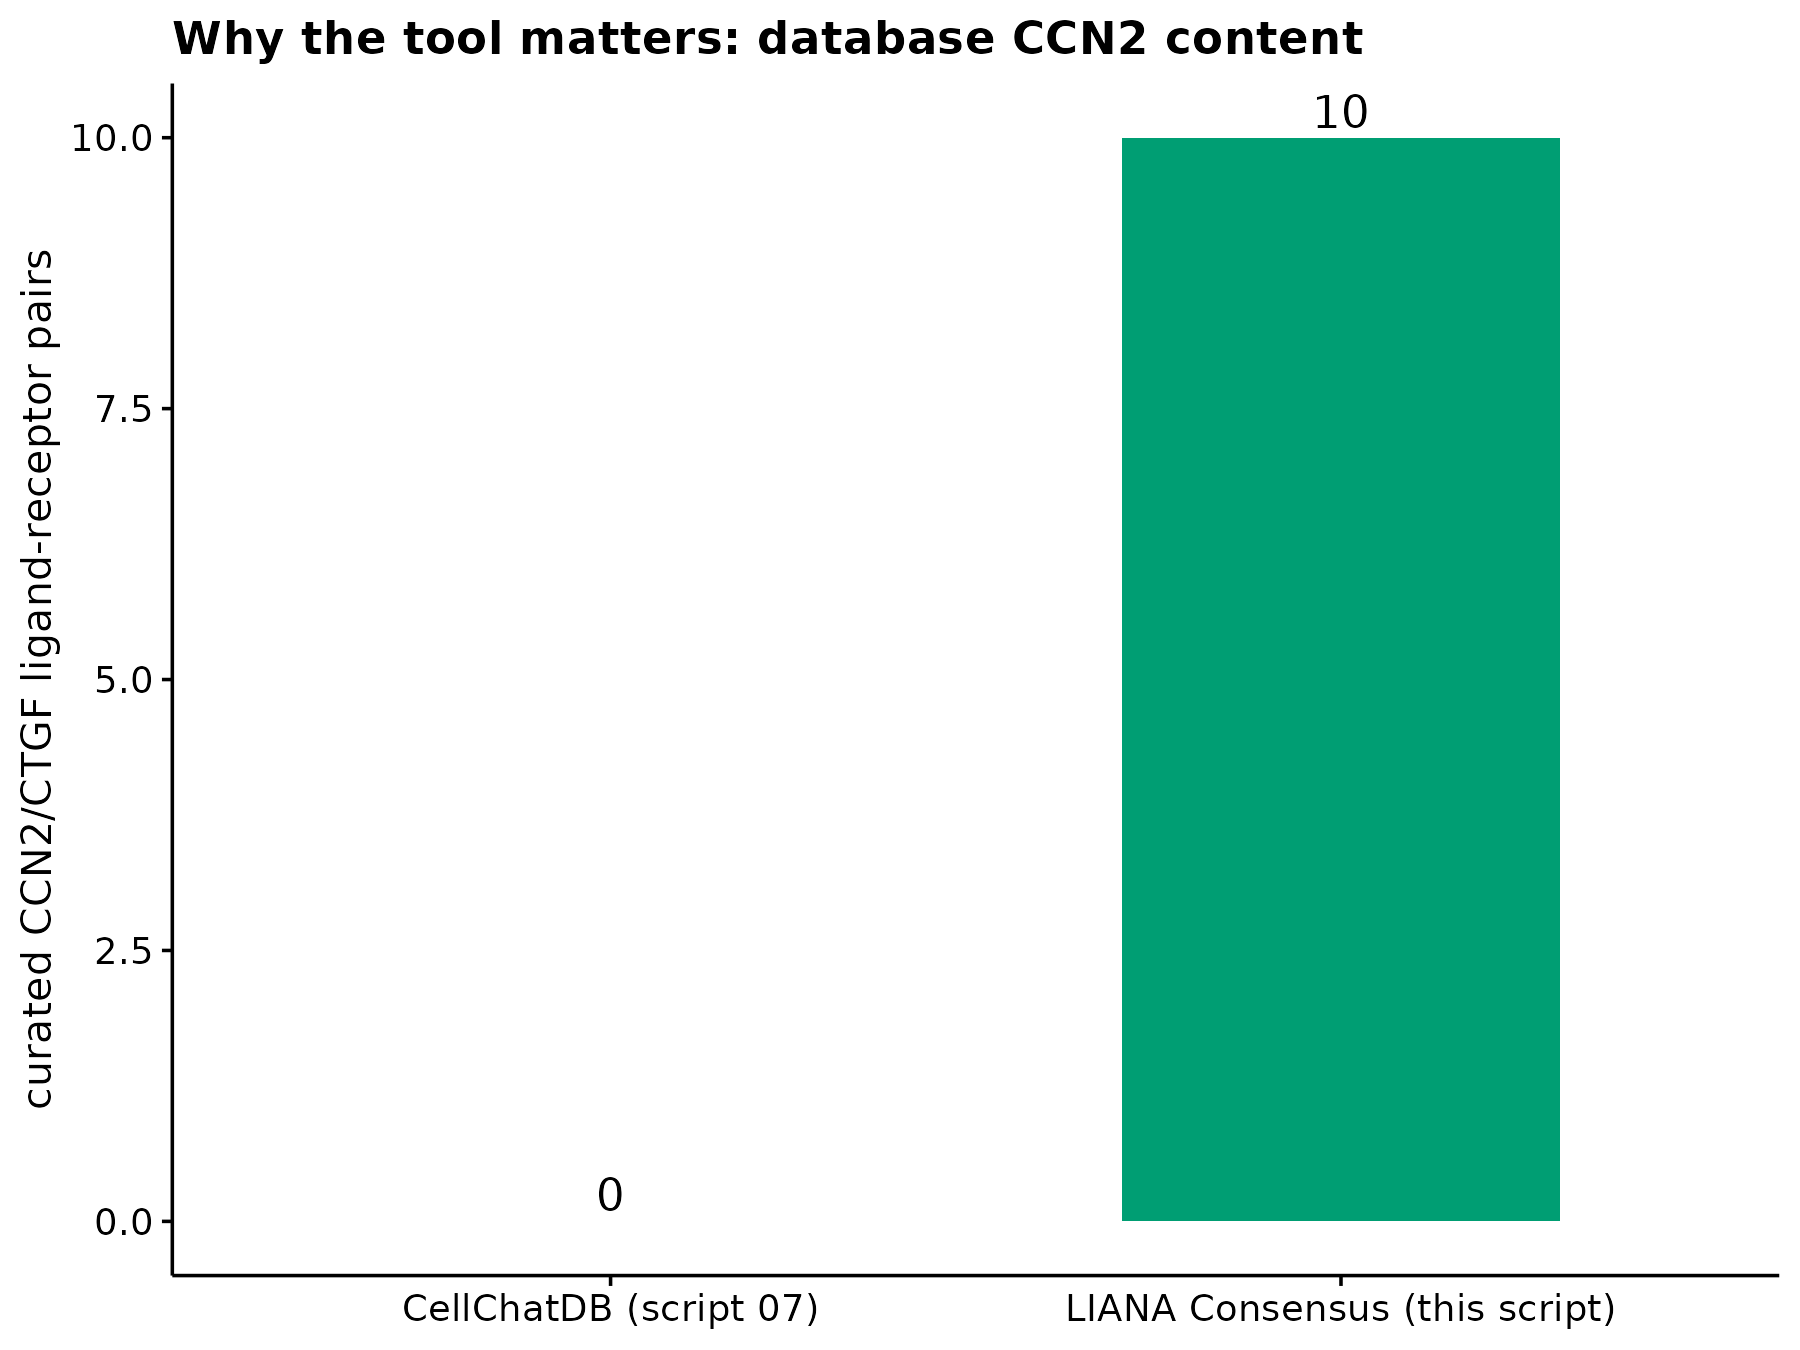 Why the tool matters: database CCN2 content
curated CCN2/CTGF ligand-receptor pairs
10.0
7.5
5.0
2.5
0.0
0
10
CellChatDB (script 07)
LIANA Consensus (this script)